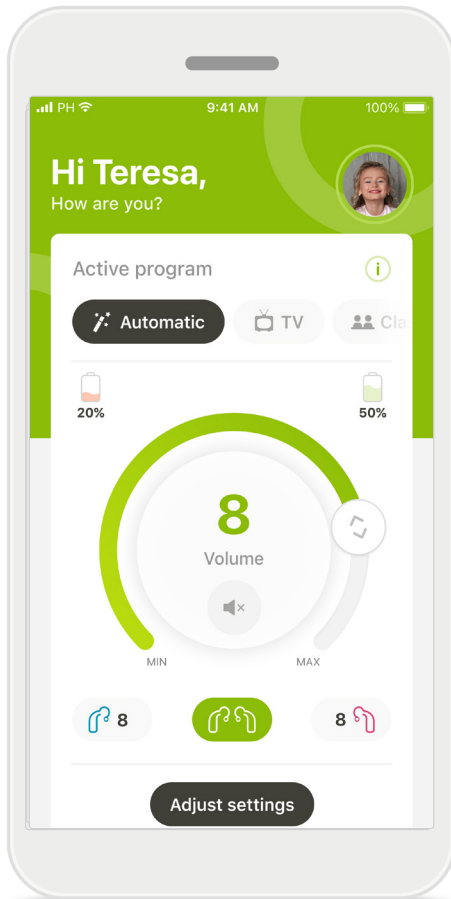 PH 9:41 AM 100%
Hi Teresa,
How are you?
Active program
i
Automatic TV Cla
20% 50%
8
Volume
MIN MAX
8 8
Adjust settings